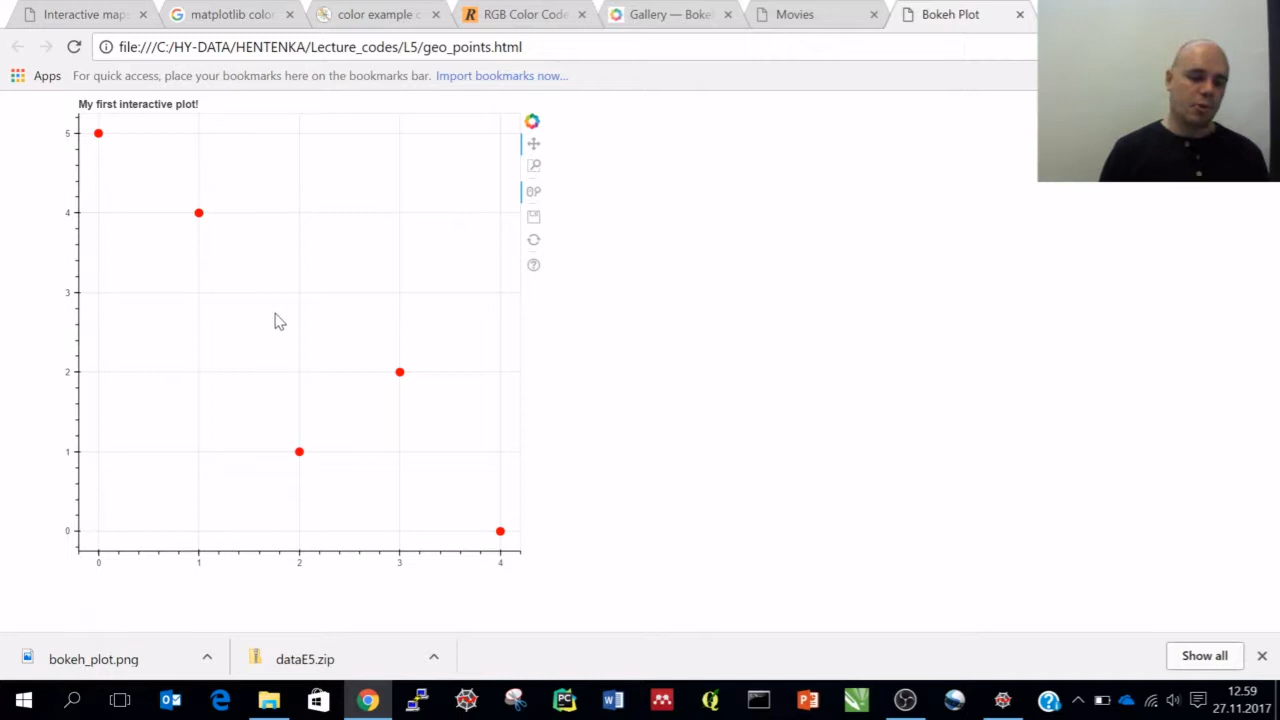 Interactive map:
matplotlib color
color example c
RGB Color Code
Gallery — Bokeh
Movies
Bokeh Plot
file:///C:/HY-DATA/HENTENKA/Lecture_codes/L5/geo_points.html
Apps
For quick access, place your bookmarks here on the bookmarks bar. Import bookmarks now...
My first interactive plot!
5
4
3
2
1
0
0 1 2 3 4
bokeh_plot.png
dataE5.zip
Show all
12.59
27.11.2017